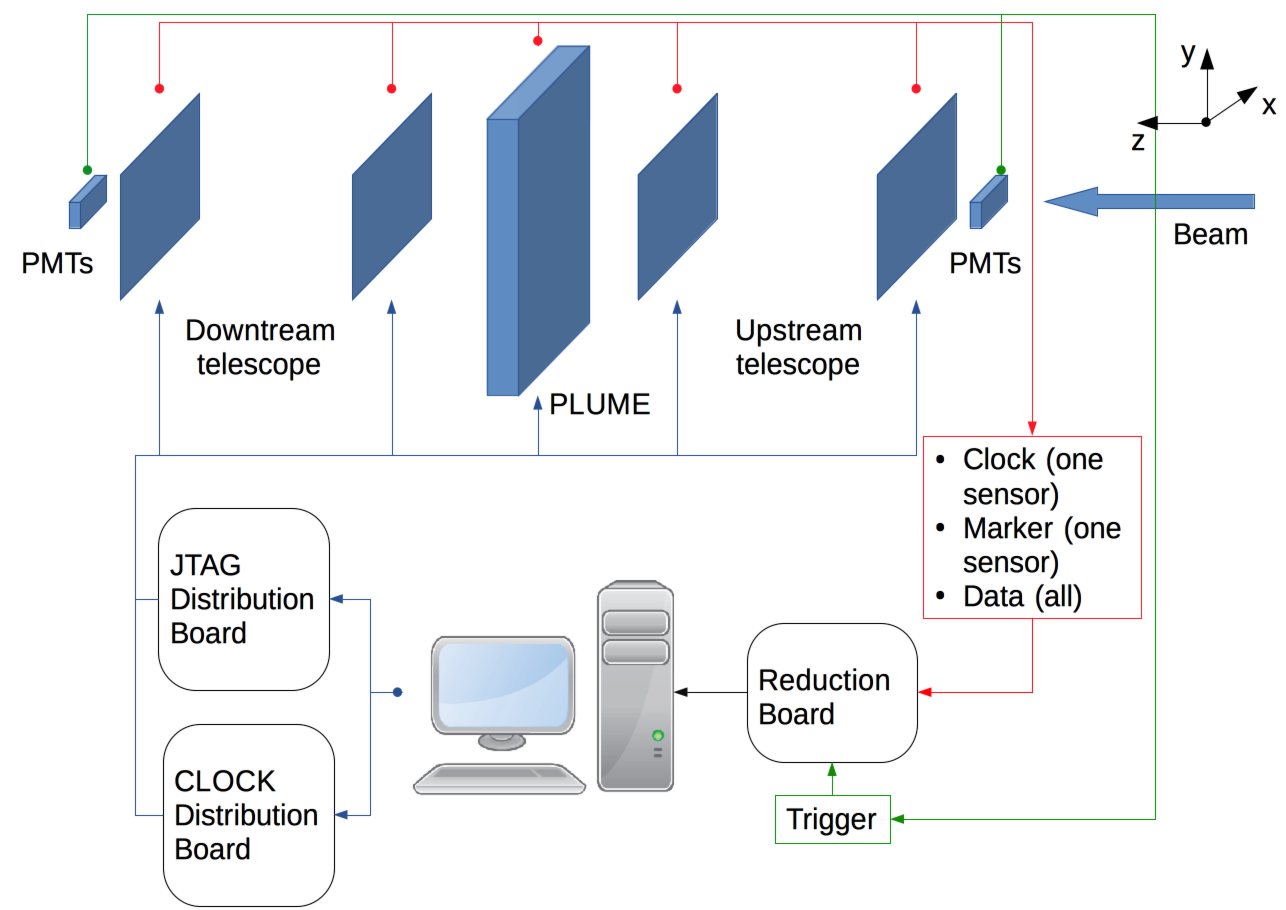 y
x
z
Beam
PMTs
PMTs
Downtream
telescope
Upstream
telescope
PLUME
• Clock (one
sensor)
• Marker (one
sensor)
• Data (all)
JTAG
Distribution
Board
Reduction
Board
CLOCK
Distribution
Board
Trigger